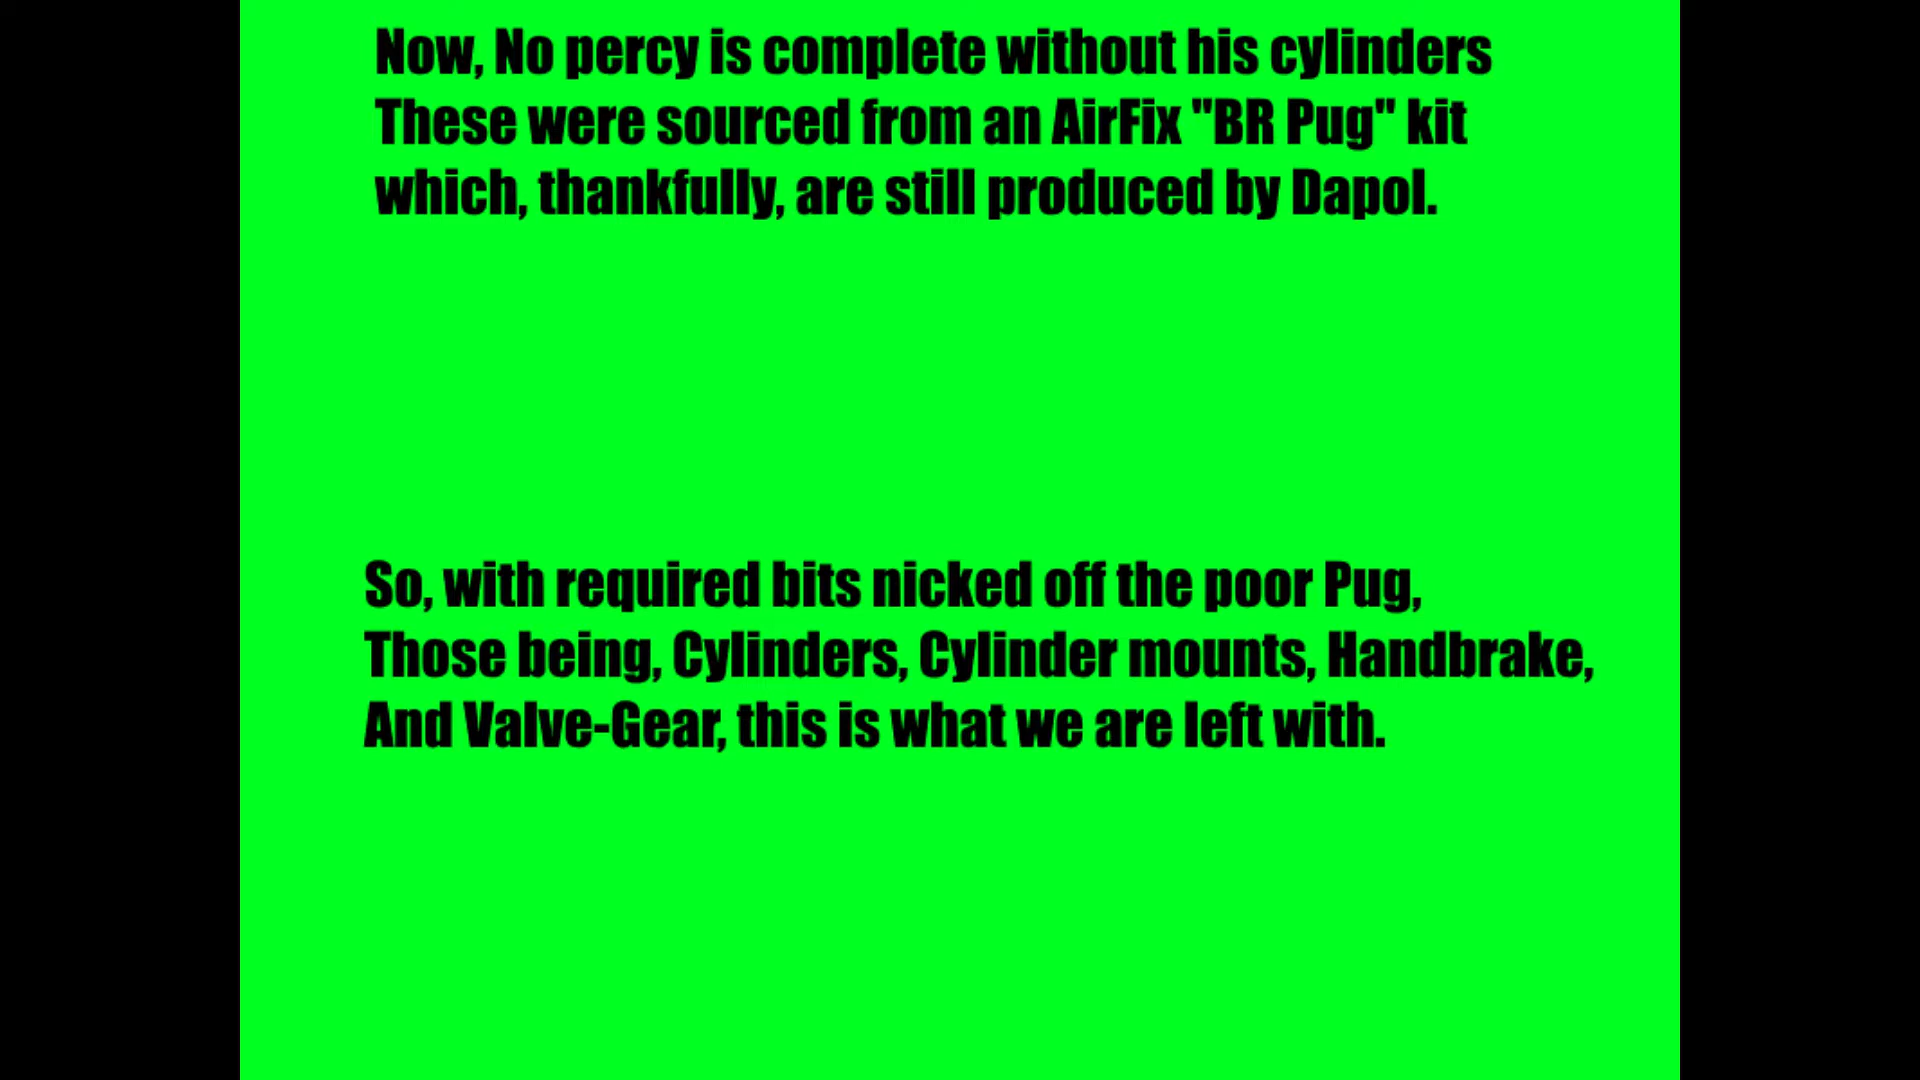 Now, No percy is complete without his cylinders
These were sourced from an AirFix "BR Pug" kit
which, thankfully, are still produced by Dapol.
So, with required bits nicked off the poor Pug,
Those being, Cylinders, Cylinder mounts, Handbrake,
And Valve-Gear, this is what we are left with.